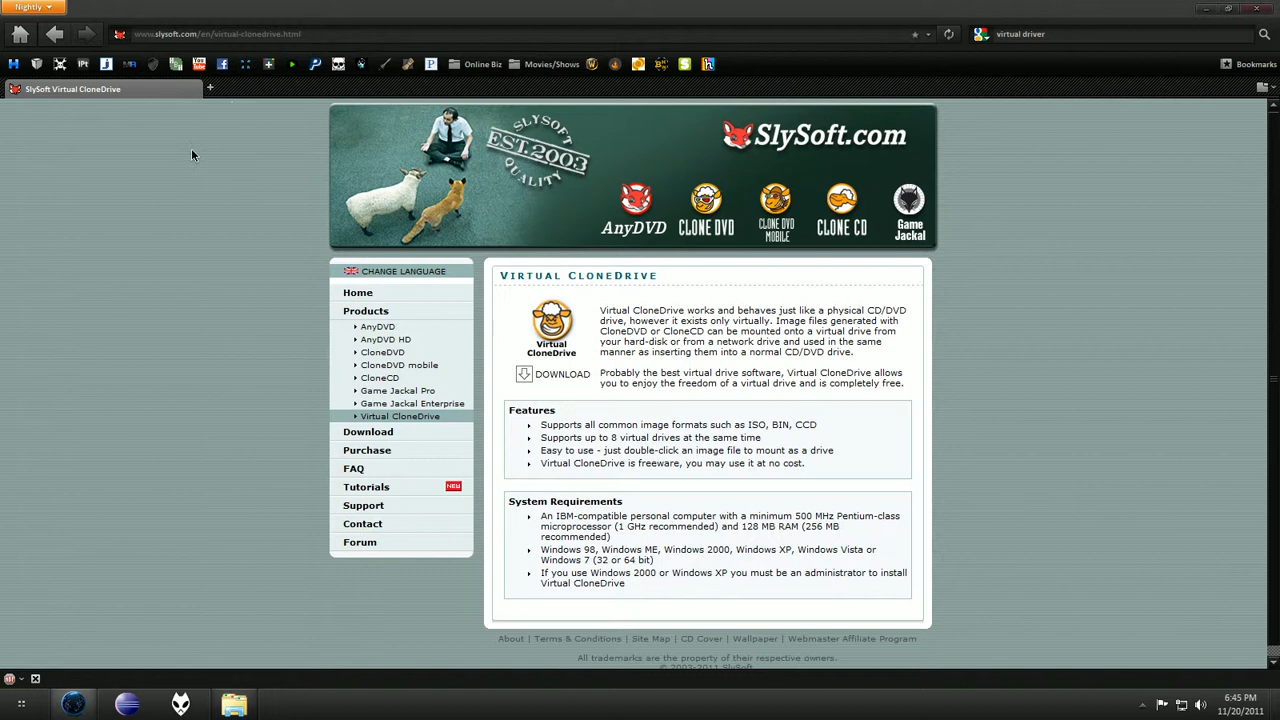 Nightly
www.slysoft.com/en/virtual-clonedrive.html
virtual driver
Online Biz
Movies/Shows
Bookmarks
SlySoft Virtual CloneDrive
SLYSOFT
EST.2003
QUALITY
SlySoft.com
AnyDVD
CLONE DVD
CLONE DVD MOBILE
CLONE CD
Game Jackal
CHANGE LANGUAGE
Home
Products
AnyDVD
AnyDVD HD
CloneDVD
CloneDVD mobile
CloneCD
Game Jackal Pro
Game Jackal Enterprise
Virtual CloneDrive
Download
Purchase
FAQ
Tutorials NEW
Support
Contact
Forum
VIRTUAL CLONEDRIVE
Virtual
CloneDrive
DOWNLOAD
Virtual CloneDrive works and behaves just like a physical CD/DVD
drive, however it exists only virtually. Image files generated with
CloneDVD or CloneCD can be mounted onto a virtual drive from
your hard-disk or from a network drive and used in the same
manner as inserting them into a normal CD/DVD drive.
Probably the best virtual drive software, Virtual CloneDrive allows
you to enjoy the freedom of a virtual drive and is completely free.
Features
Supports all common image formats such as ISO, BIN, CCD
Supports up to 8 virtual drives at the same time
Easy to use - just double-click an image file to mount as a drive
Virtual CloneDrive is freeware, you may use it at no cost.
System Requirements
An IBM-compatible personal computer with a minimum 500 MHz Pentium-class
microprocessor (1 GHz recommended) and 128 MB RAM (256 MB
recommended)
Windows 98, Windows ME, Windows 2000, Windows XP, Windows Vista or
Windows 7 (32 or 64 bit)
If you use Windows 2000 or Windows XP you must be an administrator to install
Virtual CloneDrive
About | Terms & Conditions | Site Map | CD Cover | Wallpaper | Webmaster Affiliate Program
All trademarks are the property of their respective owners.
© 2003-2011 SlySoft
6:45 PM
11/20/2011